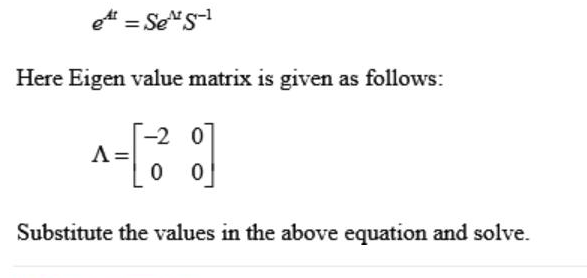 e^{At} = Se^{Λt}S^{-1}
Here Eigen value matrix is given as follows:
Λ = [-2 0
0 0]
Substitute the values in the above equation and solve.